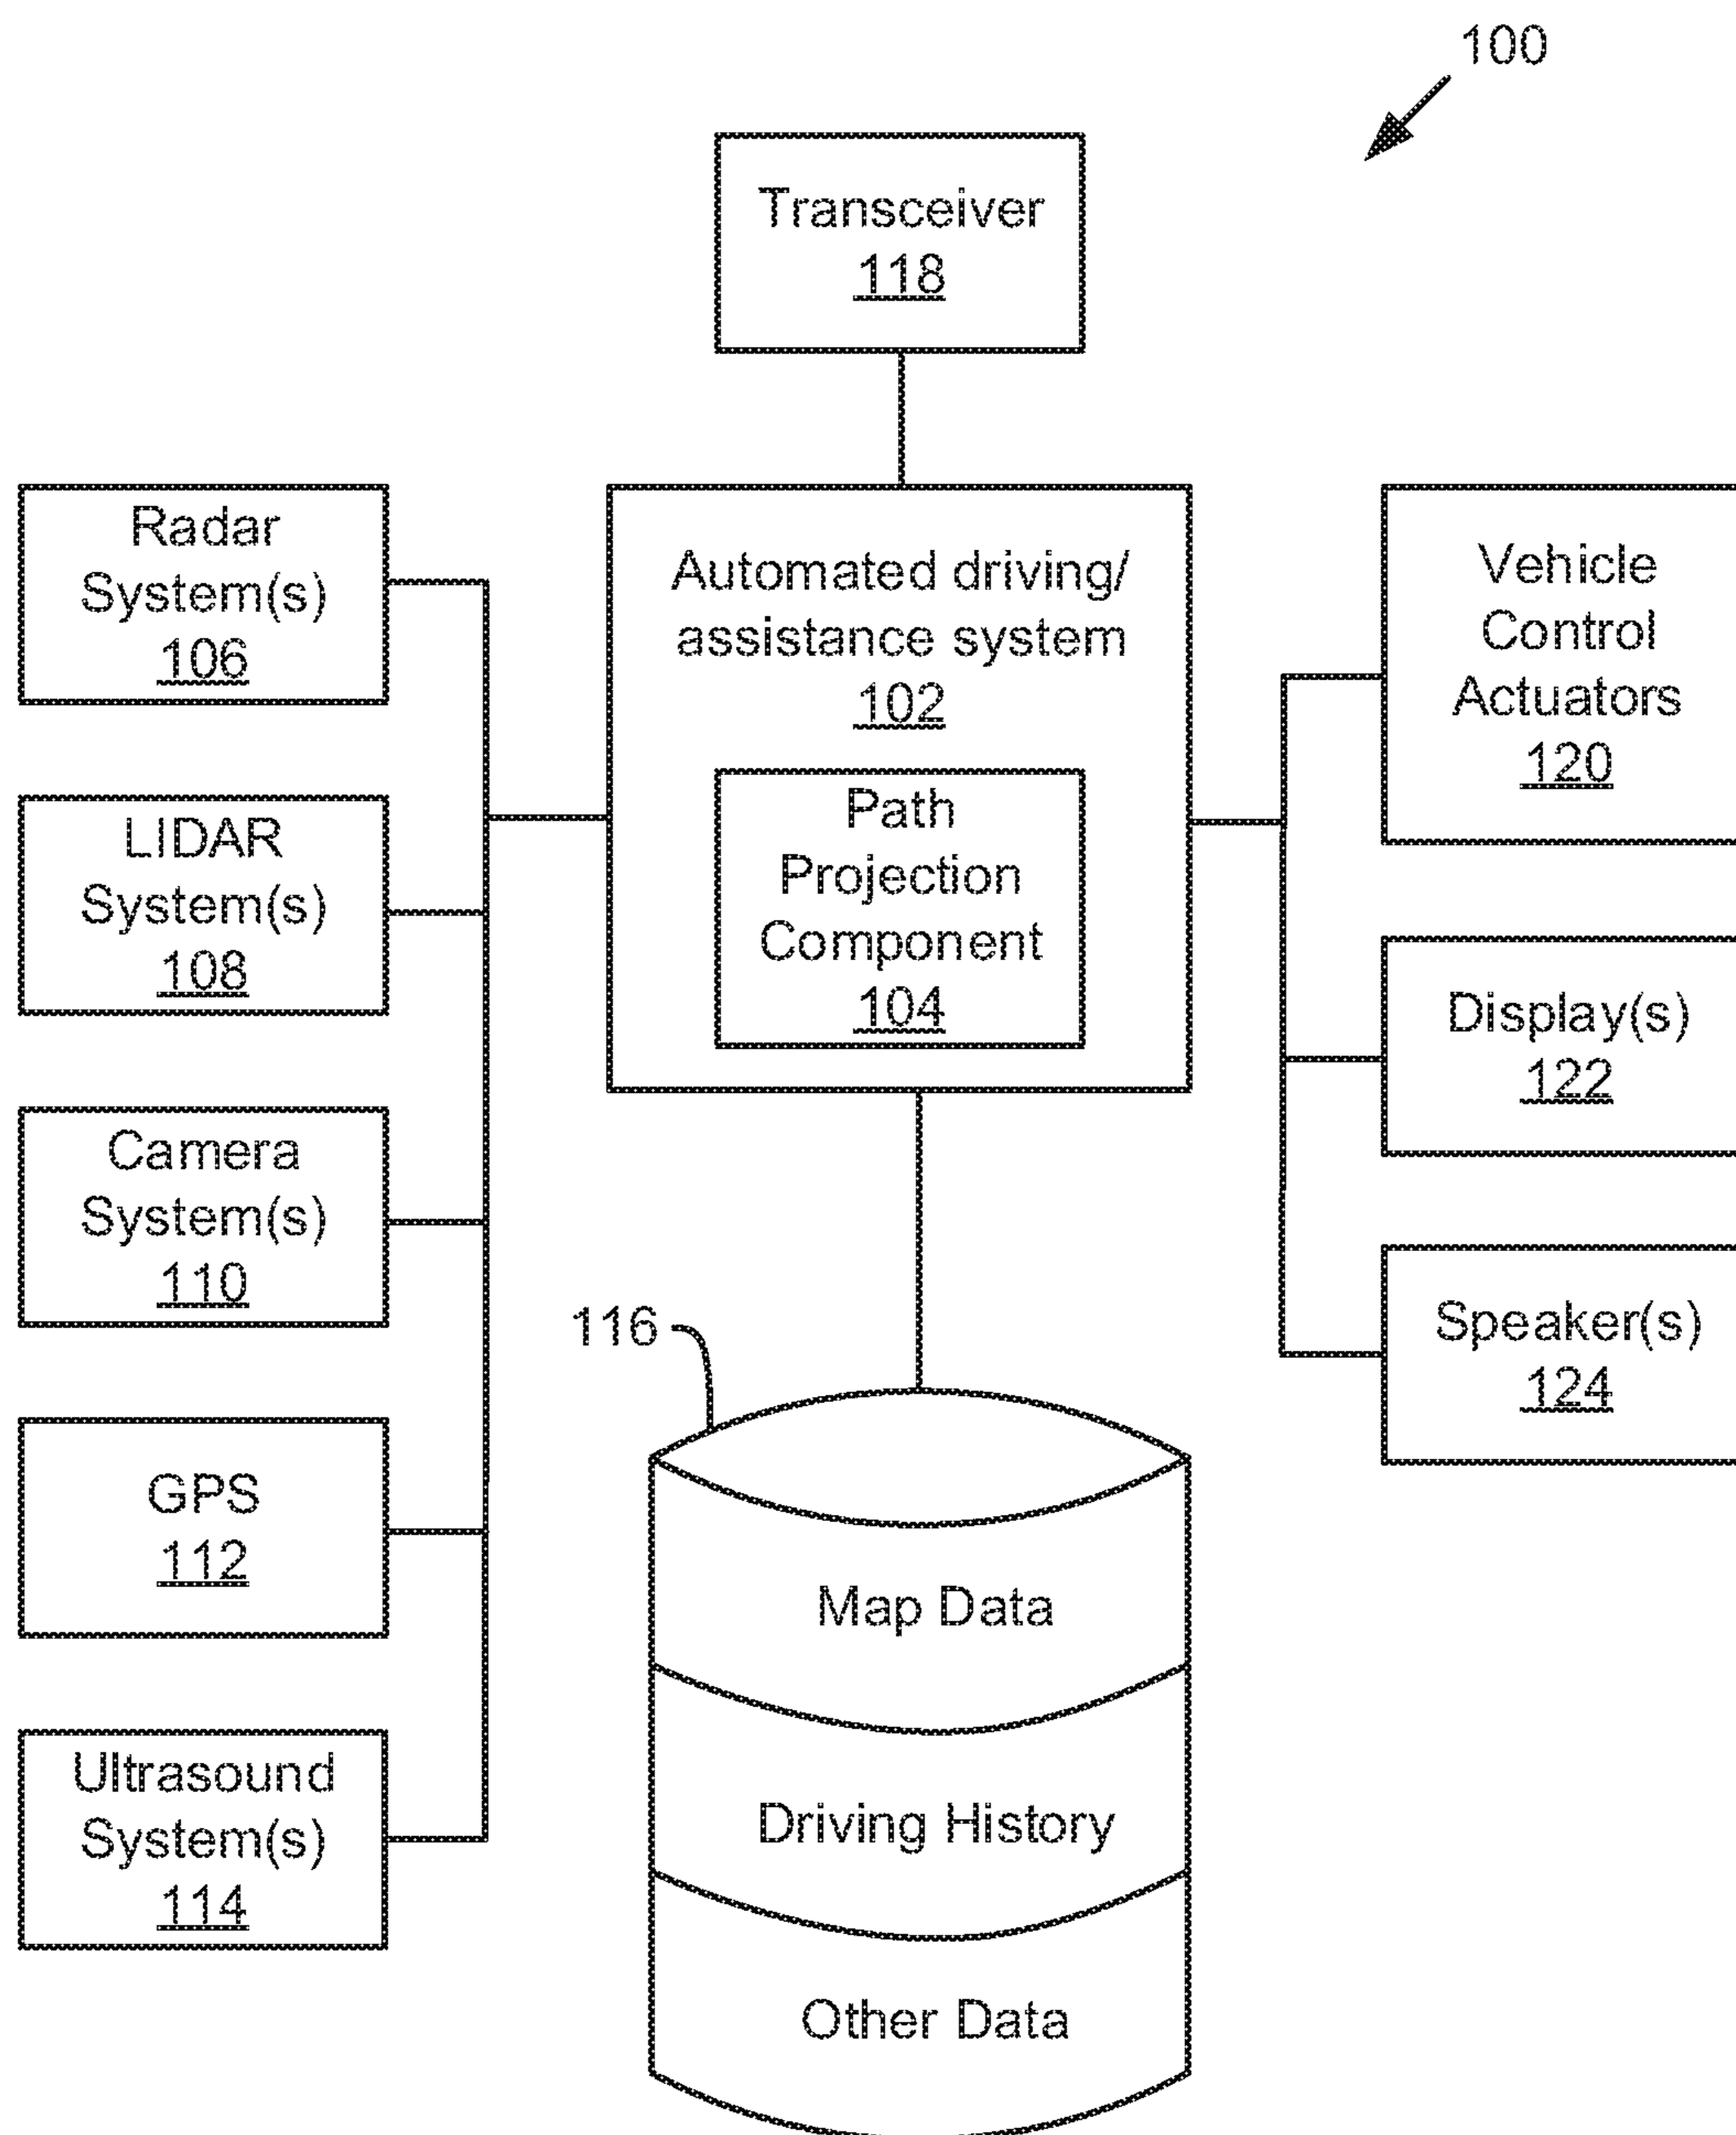 100
Transceiver
118
Radar
System(s)
106
LIDAR
System(s)
108
Camera
System(s)
110
GPS
112
Ultrasound
System(s)
114
Automated driving/
assistance system
102
Path
Projection
Component
104
Vehicle
Control
Actuators
120
Display(s)
122
Speaker(s)
124
116
Map Data
Driving History
Other Data